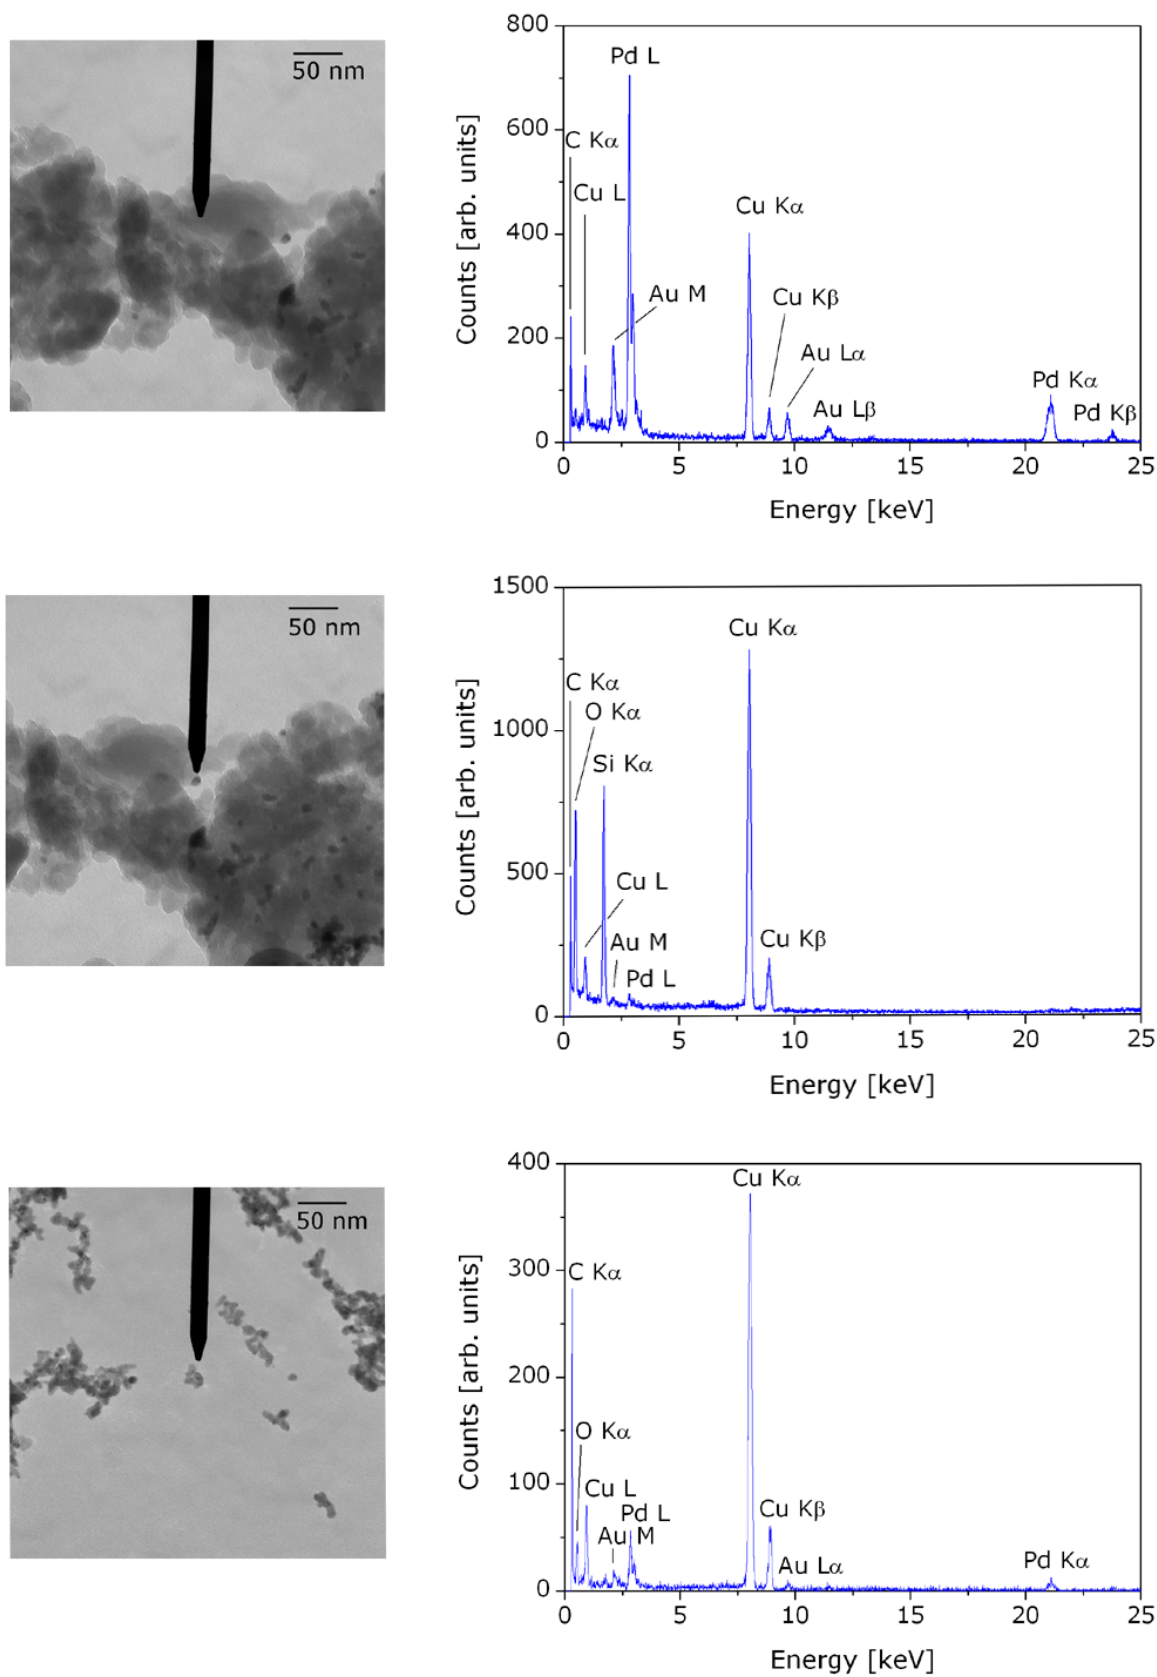 50 nm
800
600
400
200
0
Counts [arb. units]
C Kα
Cu L
Pd L
Au M
Cu Kα
Cu Kβ
Au Lα
Au Lβ
Pd Kα
Pd Kβ
0 5 10 15 20 25
Energy [keV]
50 nm
1500
1000
500
0
Counts [arb. units]
Cu Kα
C Kα
O Kα
Si Kα
Cu L
Au M
Pd L
Cu Kβ
0 5 10 15 20 25
Energy [keV]
50 nm
400
300
200
100
0
Counts [arb. units]
Cu Kα
C Kα
O Kα
Cu L
Pd L
Au M
Cu Kβ
Au Lα
Pd Kα
0 5 10 15 20 25
Energy [keV]